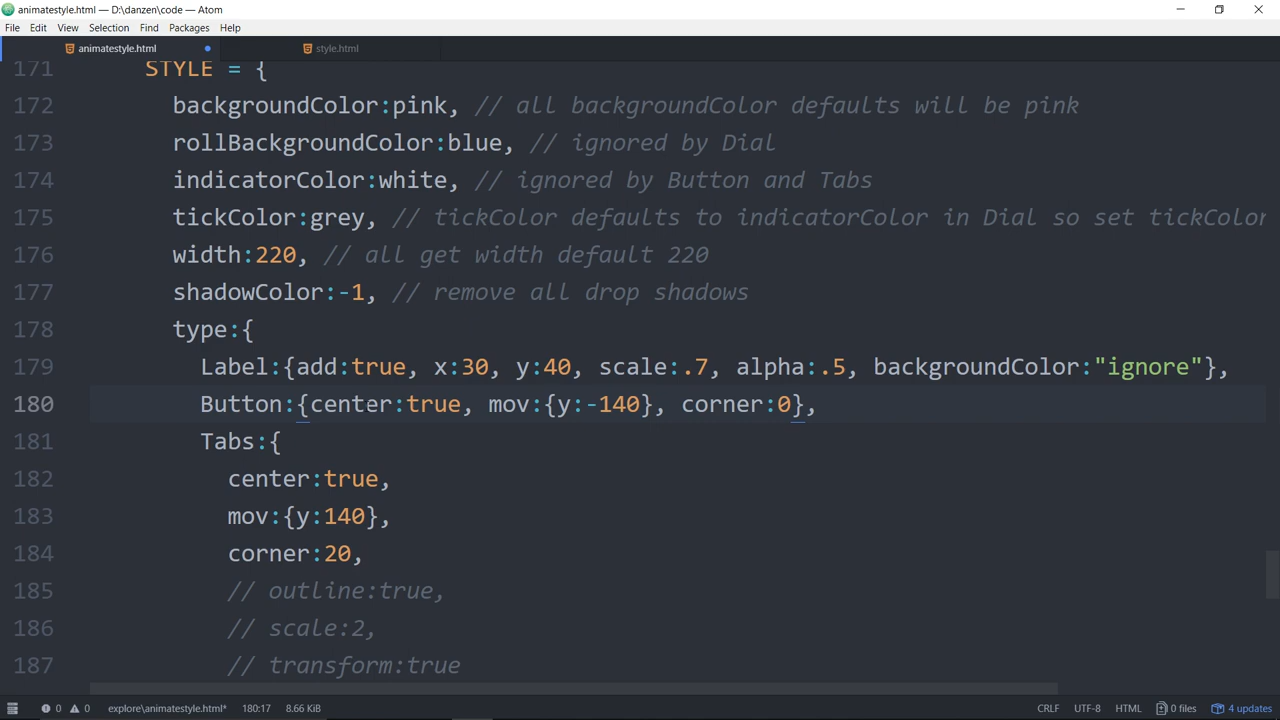 animatestyle.html — D:\danzen\code — Atom
File Edit View Selection Find Packages Help
animatestyle.html style.html
171 STYLE = {
172 backgroundColor:pink, // all backgroundColor defaults will be pink
173 rollBackgroundColor:blue, // ignored by Dial
174 indicatorColor:white, // ignored by Button and Tabs
175 tickColor:grey, // tickColor defaults to indicatorColor in Dial so set tickColor
176 width:220, // all get width default 220
177 shadowColor:-1, // remove all drop shadows
178 type:{
179 Label:{add:true, x:30, y:40, scale:.7, alpha:.5, backgroundColor:"ignore"},
180 Button:{center:true, mov:{y:-140}, corner:0},
181 Tabs:{
182 center:true,
183 mov:{y:140},
184 corner:20,
185 // outline:true,
186 // scale:2,
187 // transform:true
0 0 explore\animatestyle.html* 180:17 8.66 KiB CRLF UTF-8 HTML 0 files 4 updates